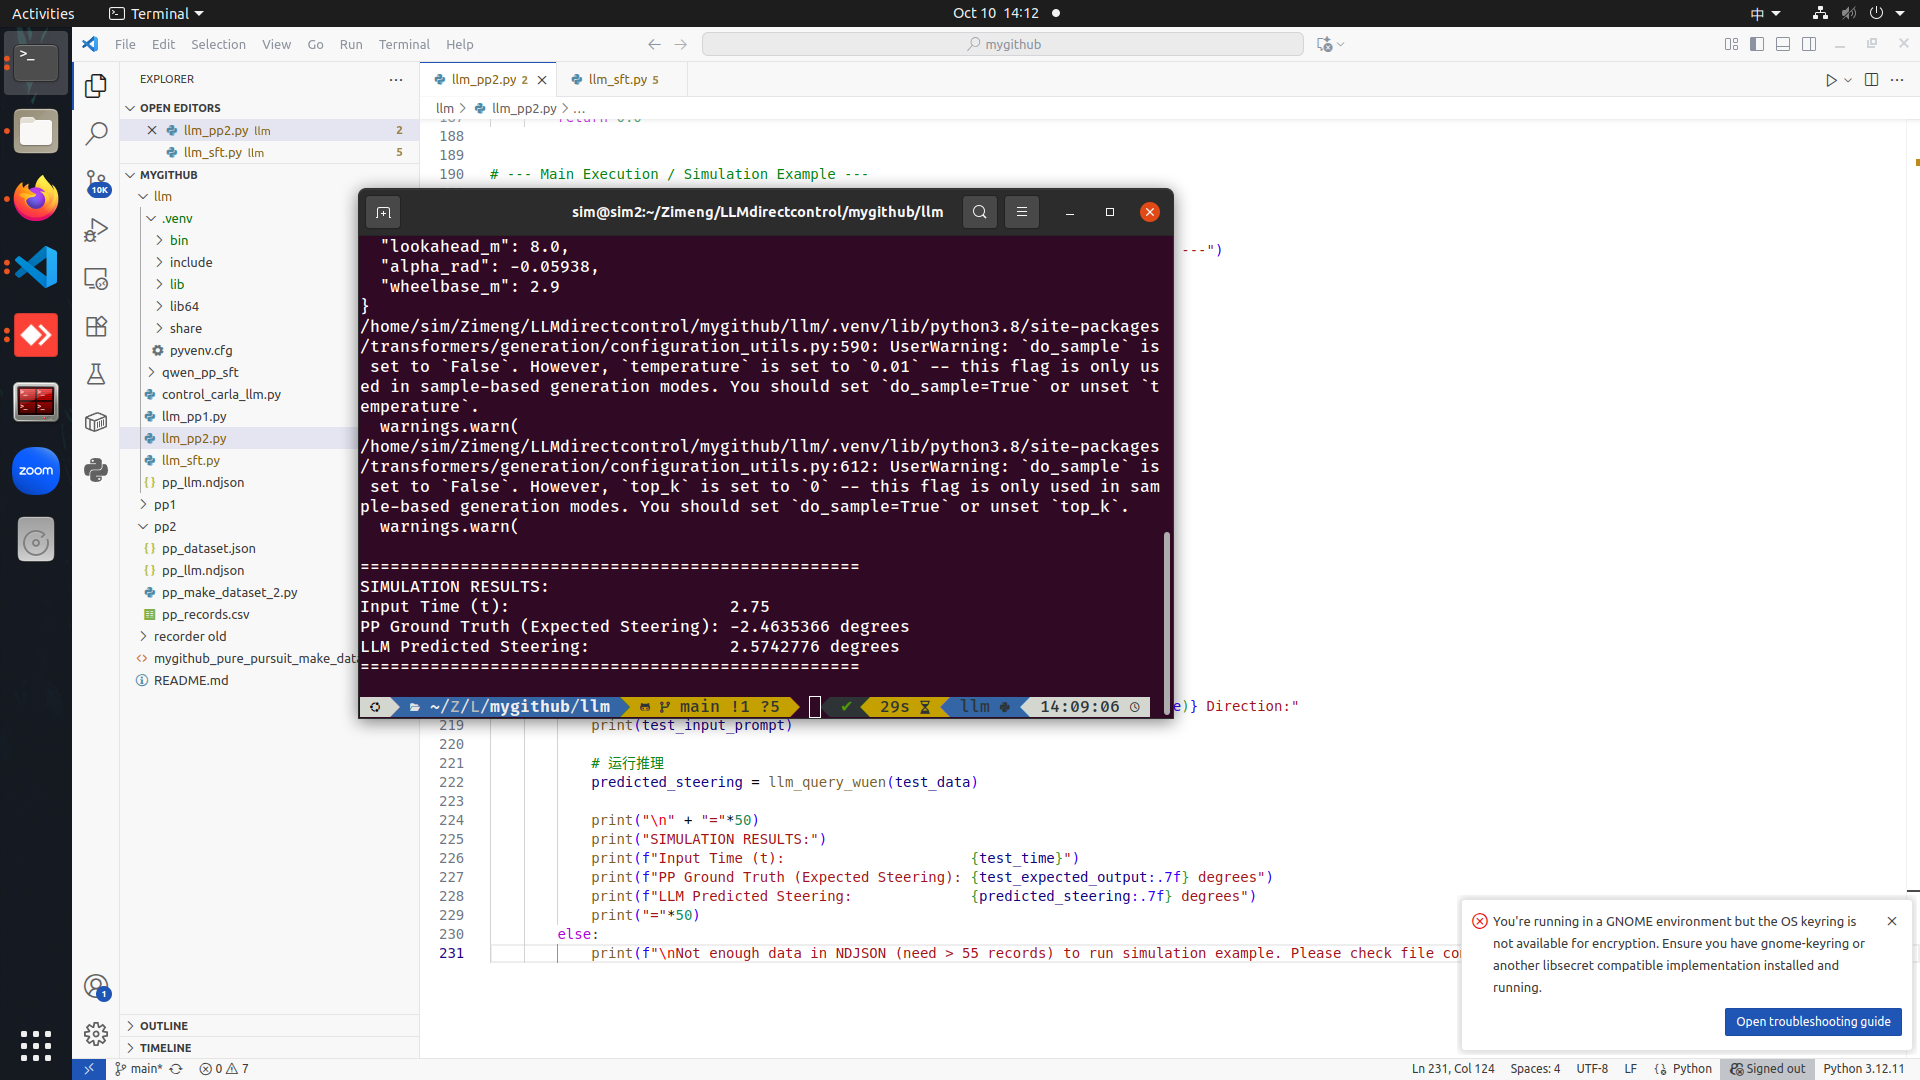 Activities
Terminal
Oct 10 14:12
中
File Edit Selection View Go Run Terminal Help
mygithub
EXPLORER
OPEN EDITORS
llm_pp2.py llm 2
llm_sft.py llm 5
MYGITHUB
llm
.venv
bin
include
lib
lib64
share
pyvenv.cfg
qwen_pp_sft
control_carla_llm.py
llm_pp1.py
llm_pp2.py
llm_sft.py
pp_llm.ndjson
pp1
pp2
pp_dataset.json
pp_llm.ndjson
pp_make_dataset_2.py
pp_records.csv
recorder old
mygithub_pure_pursuit_make_dat
README.md
OUTLINE
TIMELINE
10K
zoom
1
llm_pp2.py 2
llm_sft.py 5
llm > llm_pp2.py > ...
187 return 0.0
188
189
190 # --- Main Execution / Simulation Example ---
---")
sim@sim2:~/Zimeng/LLMdirectcontrol/mygithub/llm
"lookahead_m": 8.0,
"alpha_rad": -0.05938,
"wheelbase_m": 2.9
}
/home/sim/Zimeng/LLMdirectcontrol/mygithub/llm/.venv/lib/python3.8/site-packages
/transformers/generation/configuration_utils.py:590: UserWarning: `do_sample` is
set to `False`. However, `temperature` is set to `0.01` -- this flag is only us
ed in sample-based generation modes. You should set `do_sample=True` or unset `t
emperature`.
warnings.warn(
/home/sim/Zimeng/LLMdirectcontrol/mygithub/llm/.venv/lib/python3.8/site-packages
/transformers/generation/configuration_utils.py:612: UserWarning: `do_sample` is
set to `False`. However, `top_k` is set to `0` -- this flag is only used in sam
ple-based generation modes. You should set `do_sample=True` or unset `top_k`.
warnings.warn(
==================================================
SIMULATION RESULTS:
Input Time (t): 2.75
PP Ground Truth (Expected Steering): -2.4635366 degrees
LLM Predicted Steering: 2.5742776 degrees
==================================================
~/Z/L/mygithub/llm main !1 ?5 ✔ 29s llm 14:09:06
e)} Direction:"
219 print(test_input_prompt)
220
221 # 运行推理
222 predicted_steering = llm_query_wuen(test_data)
223
224 print("\n" + "="*50)
225 print("SIMULATION RESULTS:")
226 print(f"Input Time (t): {test_time}")
227 print(f"PP Ground Truth (Expected Steering): {test_expected_output:.7f} degrees")
228 print(f"LLM Predicted Steering: {predicted_steering:.7f} degrees")
229 print("="*50)
230 else:
231 print(f"\nNot enough data in NDJSON (need > 55 records) to run simulation example. Please check file co
You're running in a GNOME environment but the OS keyring is
not available for encryption. Ensure you have gnome-keyring or
another libsecret compatible implementation installed and
running.
Open troubleshooting guide
main* 0 7
Ln 231, Col 124 Spaces: 4 UTF-8 LF Python Signed out Python 3.12.11